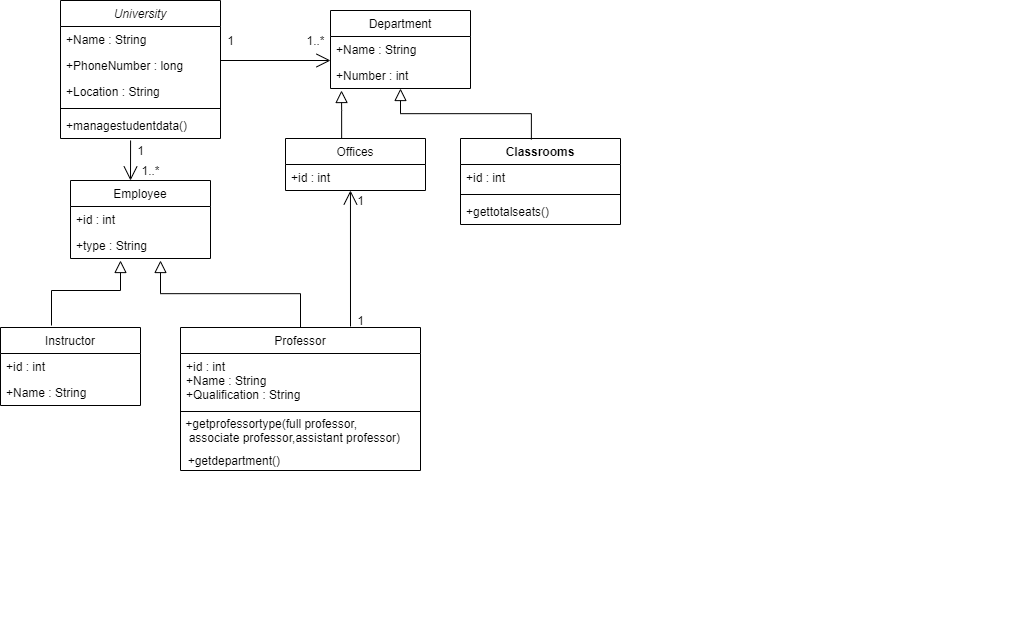 University
+Name : String
+PhoneNumber : long
+Location : String
+managestudentdata()
1
1..*
Department
+Name : String
+Number : int
1
1..*
Offices
+id : int
Classrooms
+id : int
+gettotalseats()
Employee
+id : int
+type : String
1
1
Instructor
+id : int
+Name : String
Professor
+id : int
+Name : String
+Qualification : String
+getprofessortype(full professor,
associate professor,assistant professor)
+getdepartment()